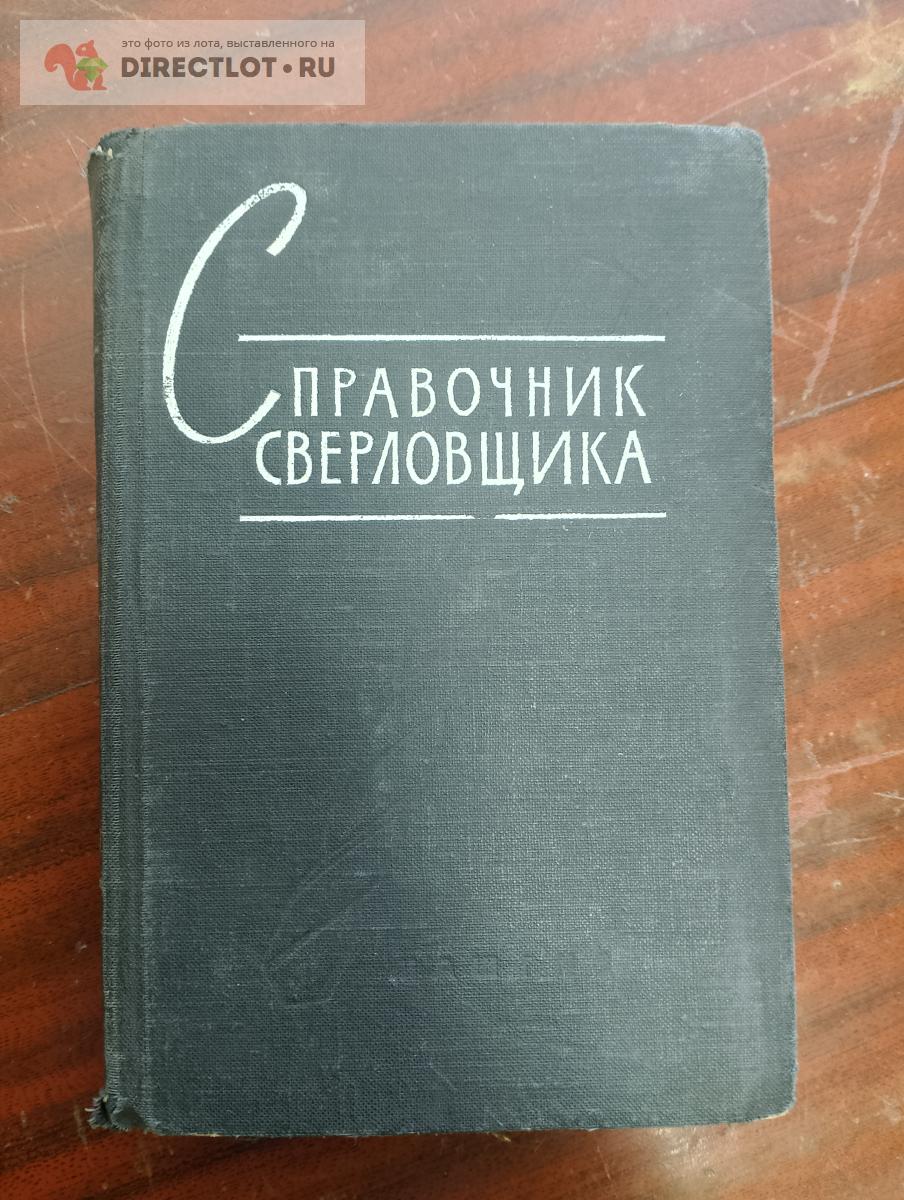 это фото из лота, выставленного на
DIRECTLOT•RU
СПРАВОЧНИК
СВЕРЛОВЩИКА